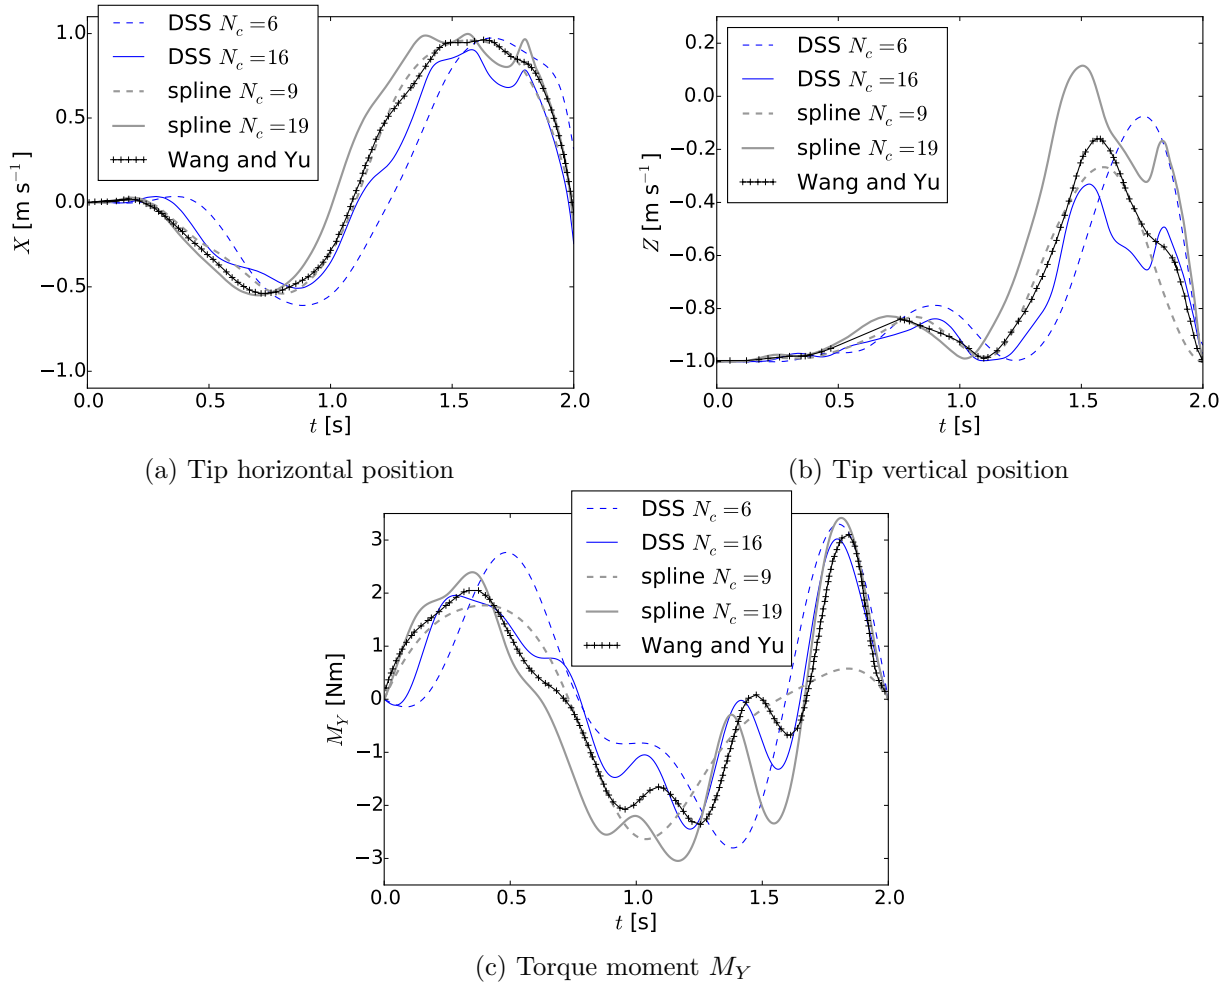 DSS N_c =6
DSS N_c =16
spline N_c =9
spline N_c =19
Wang and Yu
1.0
0.5
0.0
−0.5
−1.0
X [m s⁻¹]
0.0 0.5 1.0 1.5 2.0
t [s]
(a) Tip horizontal position
DSS N_c =6
DSS N_c =16
spline N_c =9
spline N_c =19
Wang and Yu
0.2
0.0
−0.2
−0.4
−0.6
−0.8
−1.0
Z [m s⁻¹]
0.0 0.5 1.0 1.5 2.0
t [s]
(b) Tip vertical position
DSS N_c =6
DSS N_c =16
spline N_c =9
spline N_c =19
Wang and Yu
3
2
1
0
−1
−2
−3
M_Y [Nm]
0.0 0.5 1.0 1.5 2.0
t [s]
(c) Torque moment M_Y